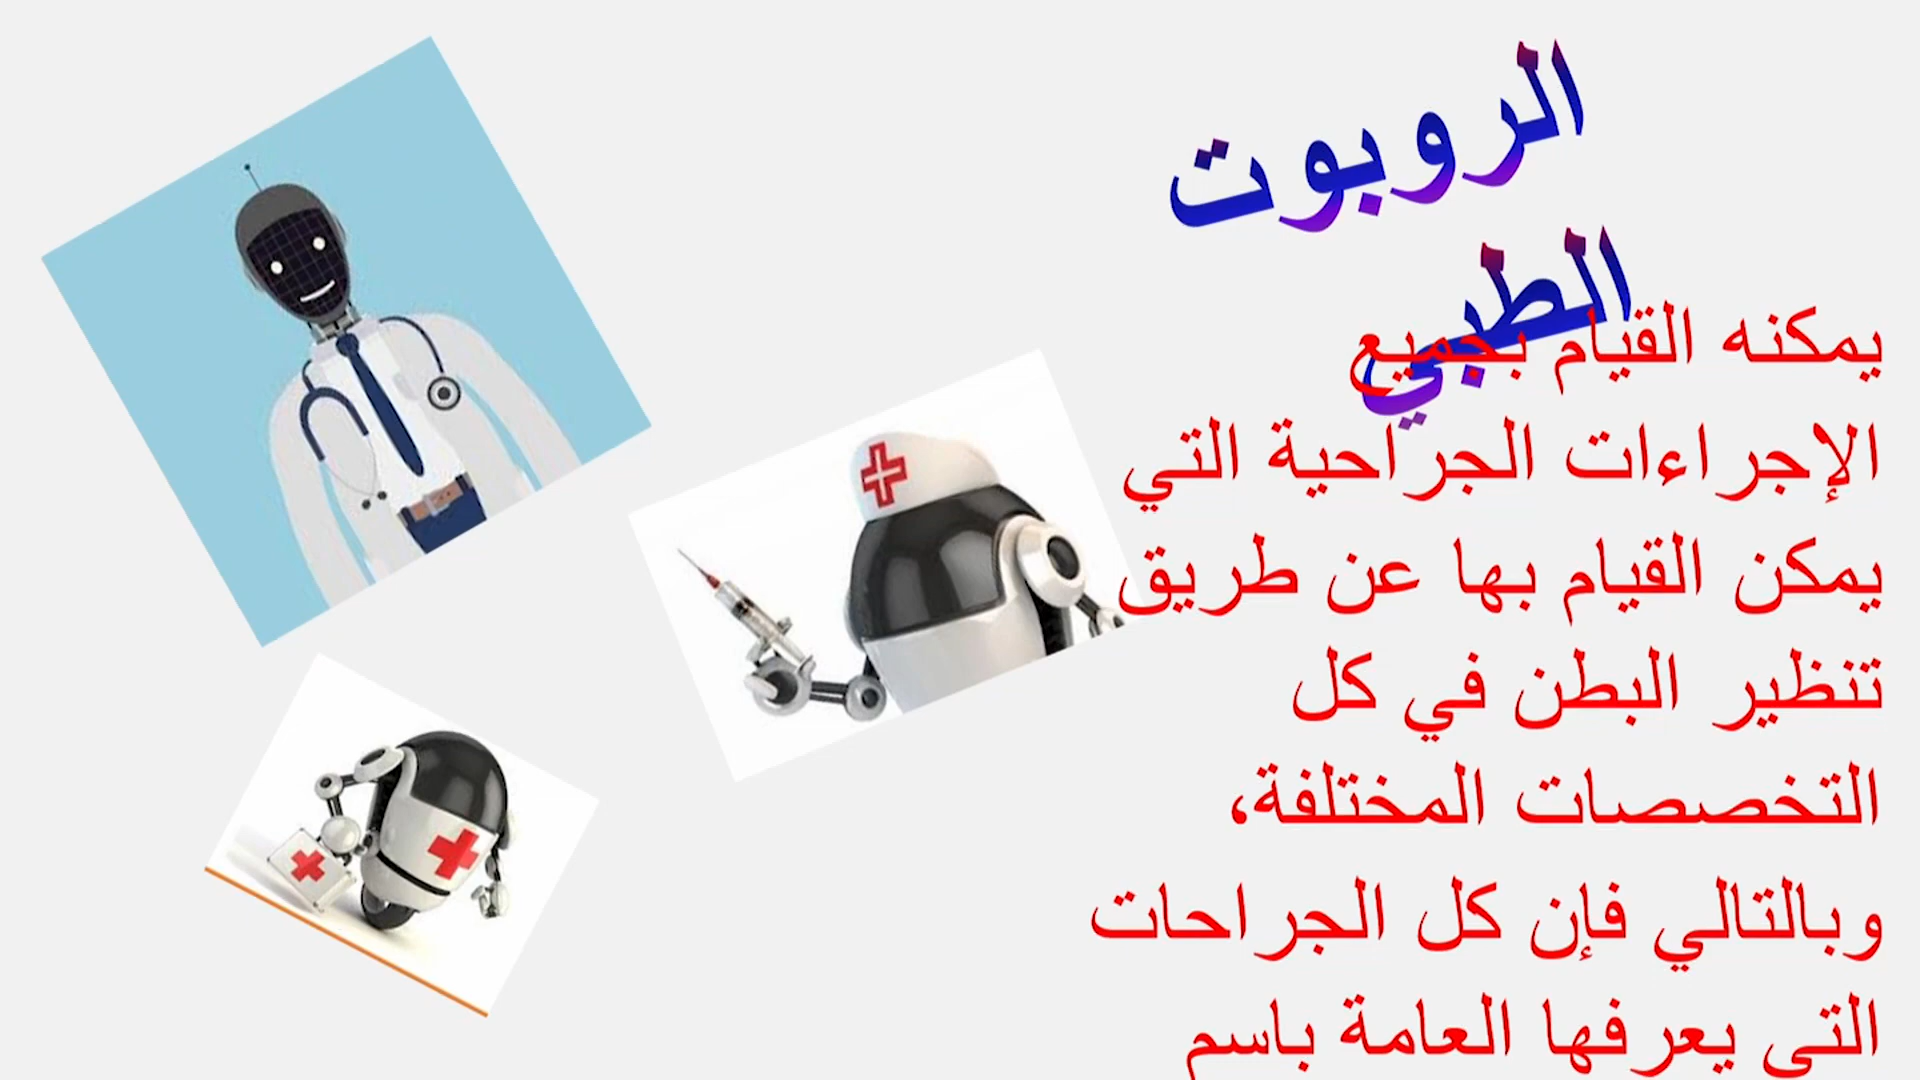 الروبوت
الطبي
يمكنه القيام بجميع
الإجراءات الجراحية التي
يمكن القيام بها عن طريق
تنظير البطن في كل
التخصصات المختلفة،
وبالتالي فإن كل الجراحات
التي يعرفها العامة باسم